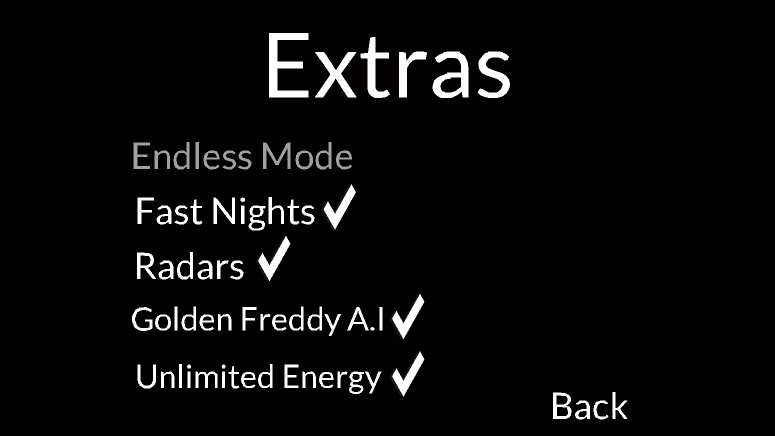 Extras
Endless Mode
Fast Nights
Radars
Golden Freddy A.I
Unlimited Energy
Back